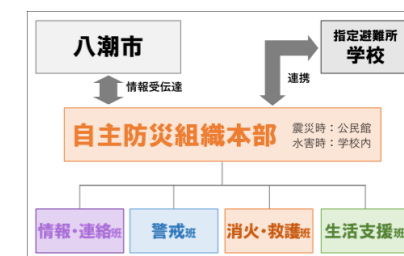 八潮市
指定避難所
学校
情報受伝達
連携
自主防災組織本部
震災時：公民館
水害時：学校内
情報・連絡班
警戒班
消火・救護班
生活支援班